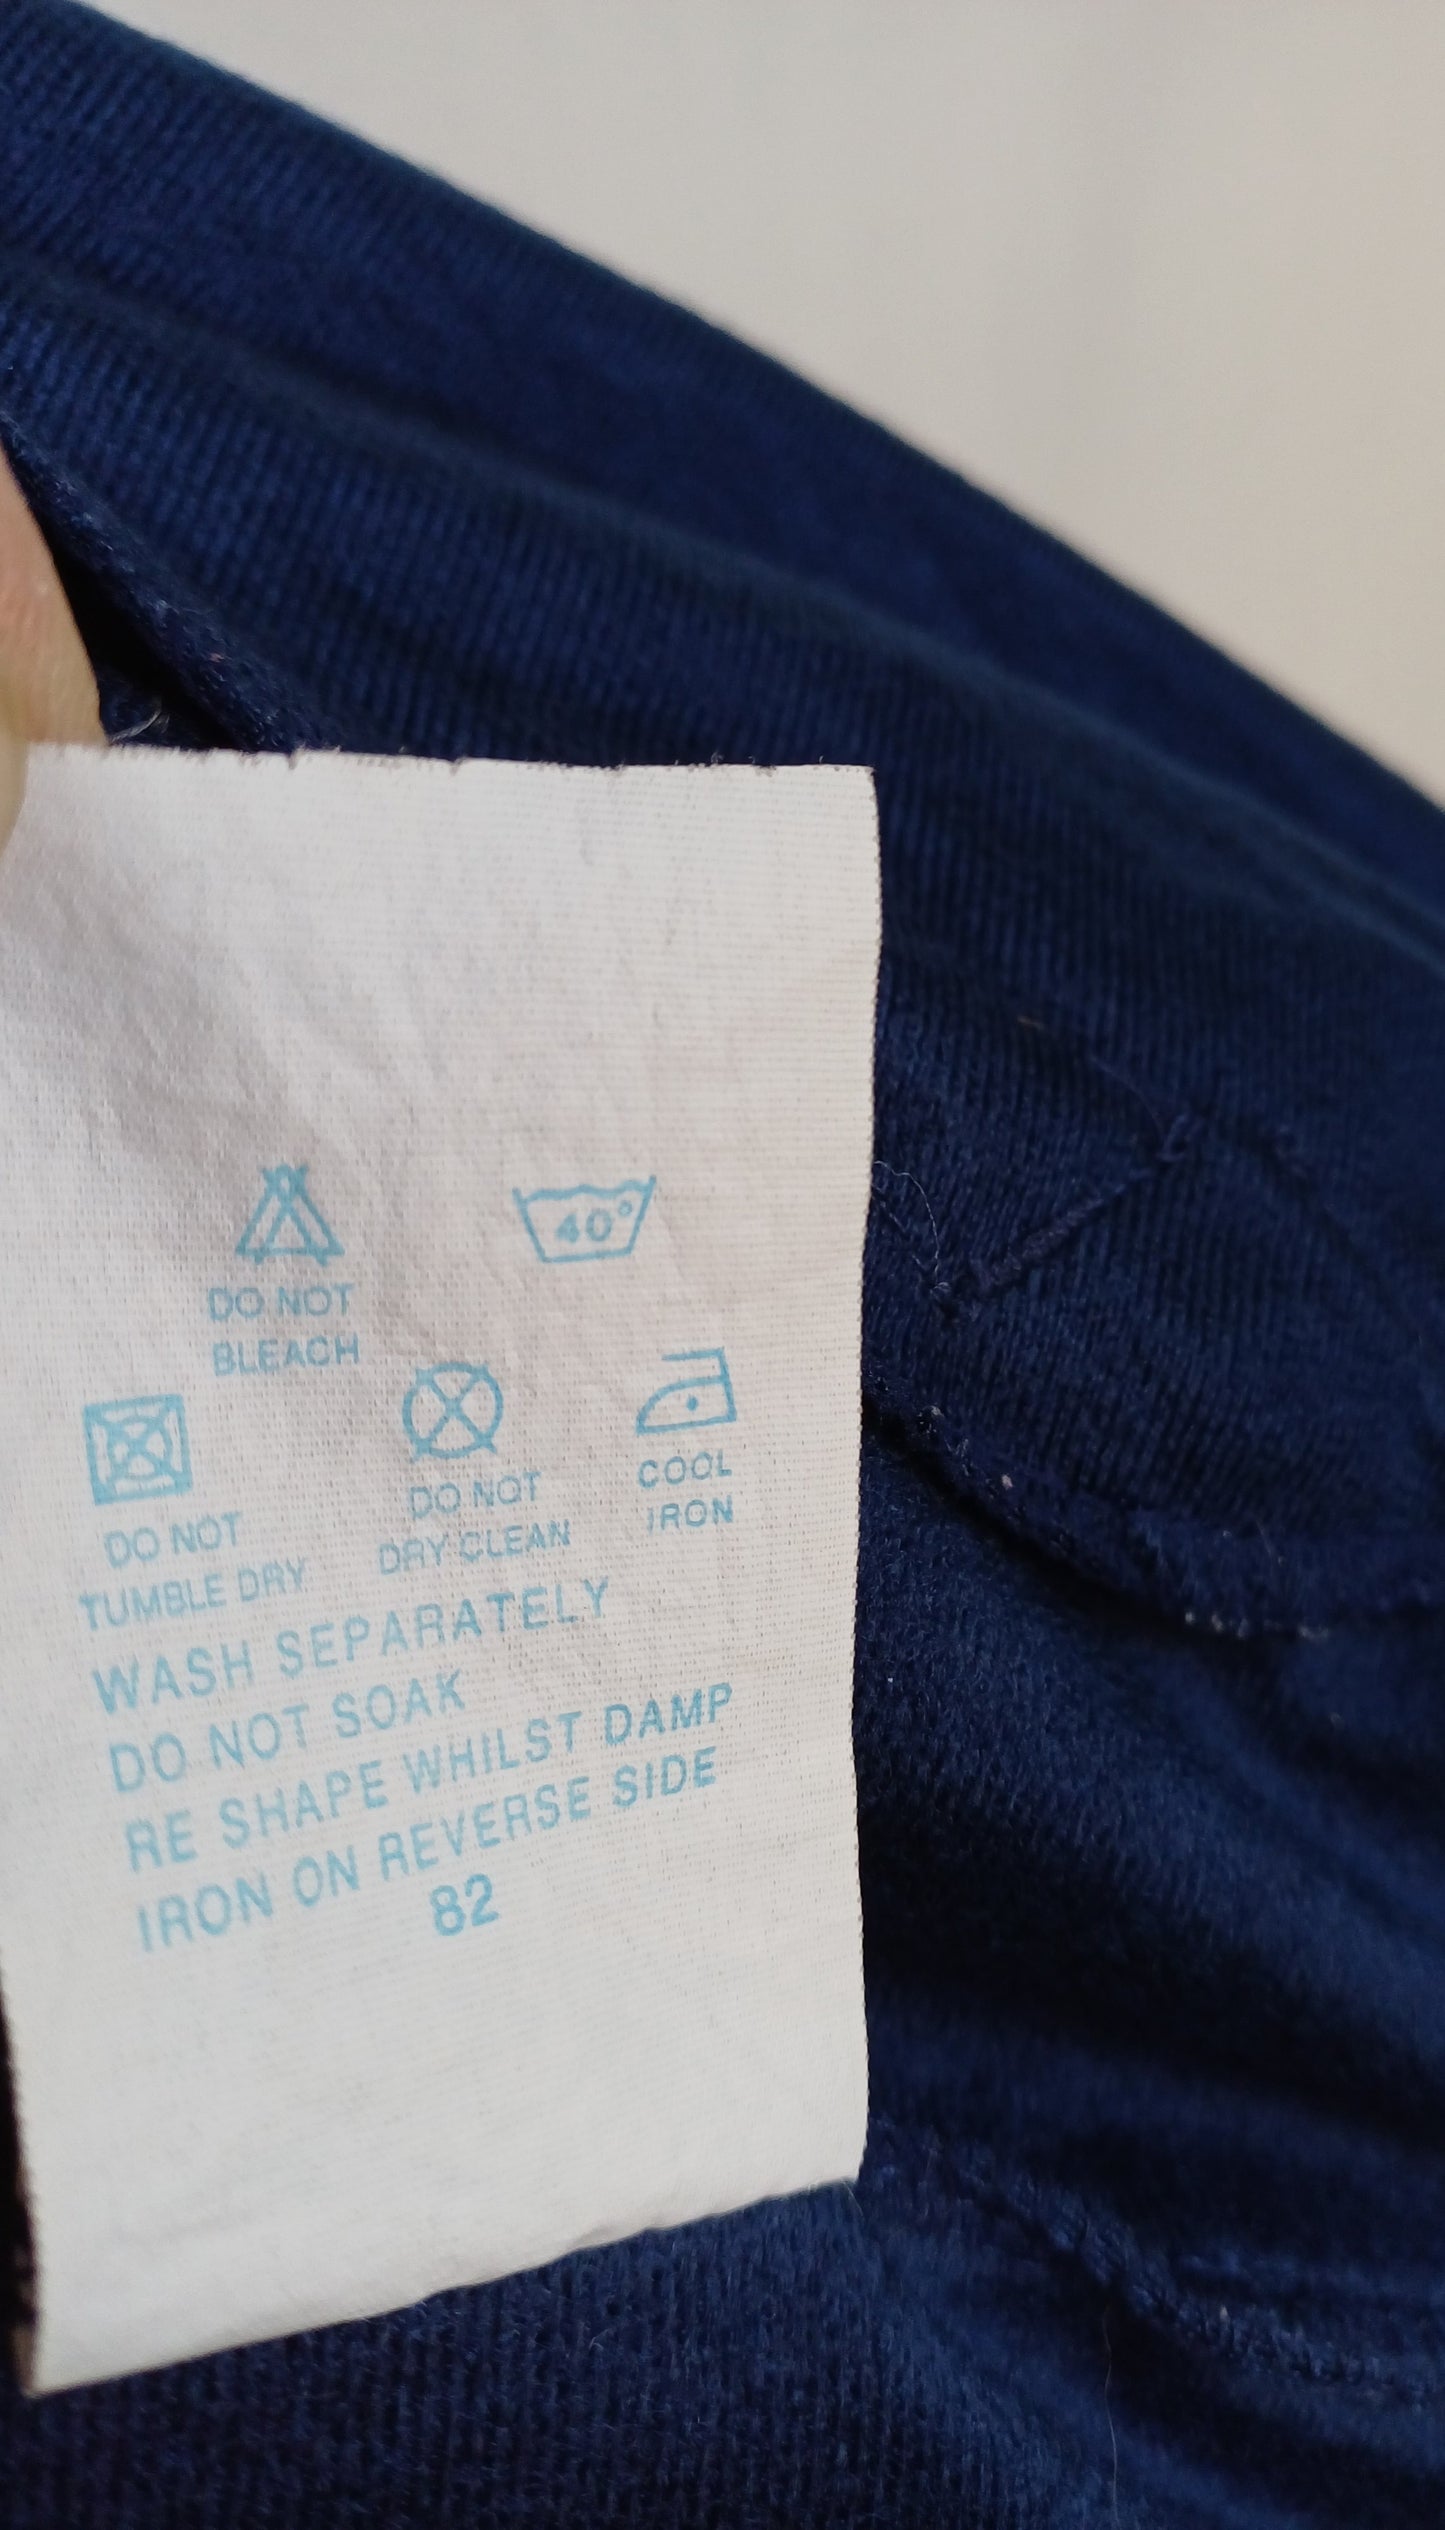 40°
DO NOT
BLEACH
DO NOT
TUMBLE DRY
DO NOT
DRY CLEAN
COOL
IRON
WASH SEPARATELY
DO NOT SOAK
RE SHAPE WHILST DAMP
IRON ON REVERSE SIDE
82